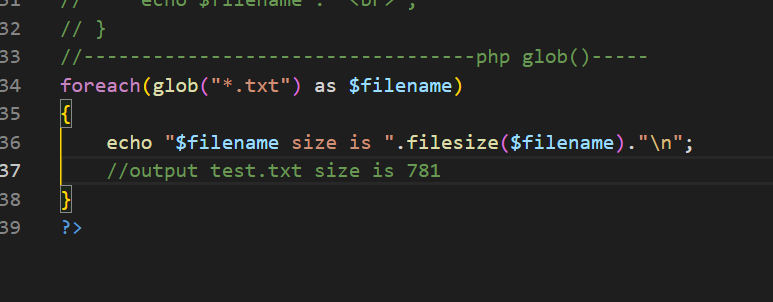 31 // echo $filename . "<br>";
32 // }
33 //----------------------------------php glob()-----
34 foreach(glob("*.txt") as $filename)
35 {
36 echo "$filename size is ".filesize($filename)."\n";
37 //output test.txt size is 781
38 }
39 ?>